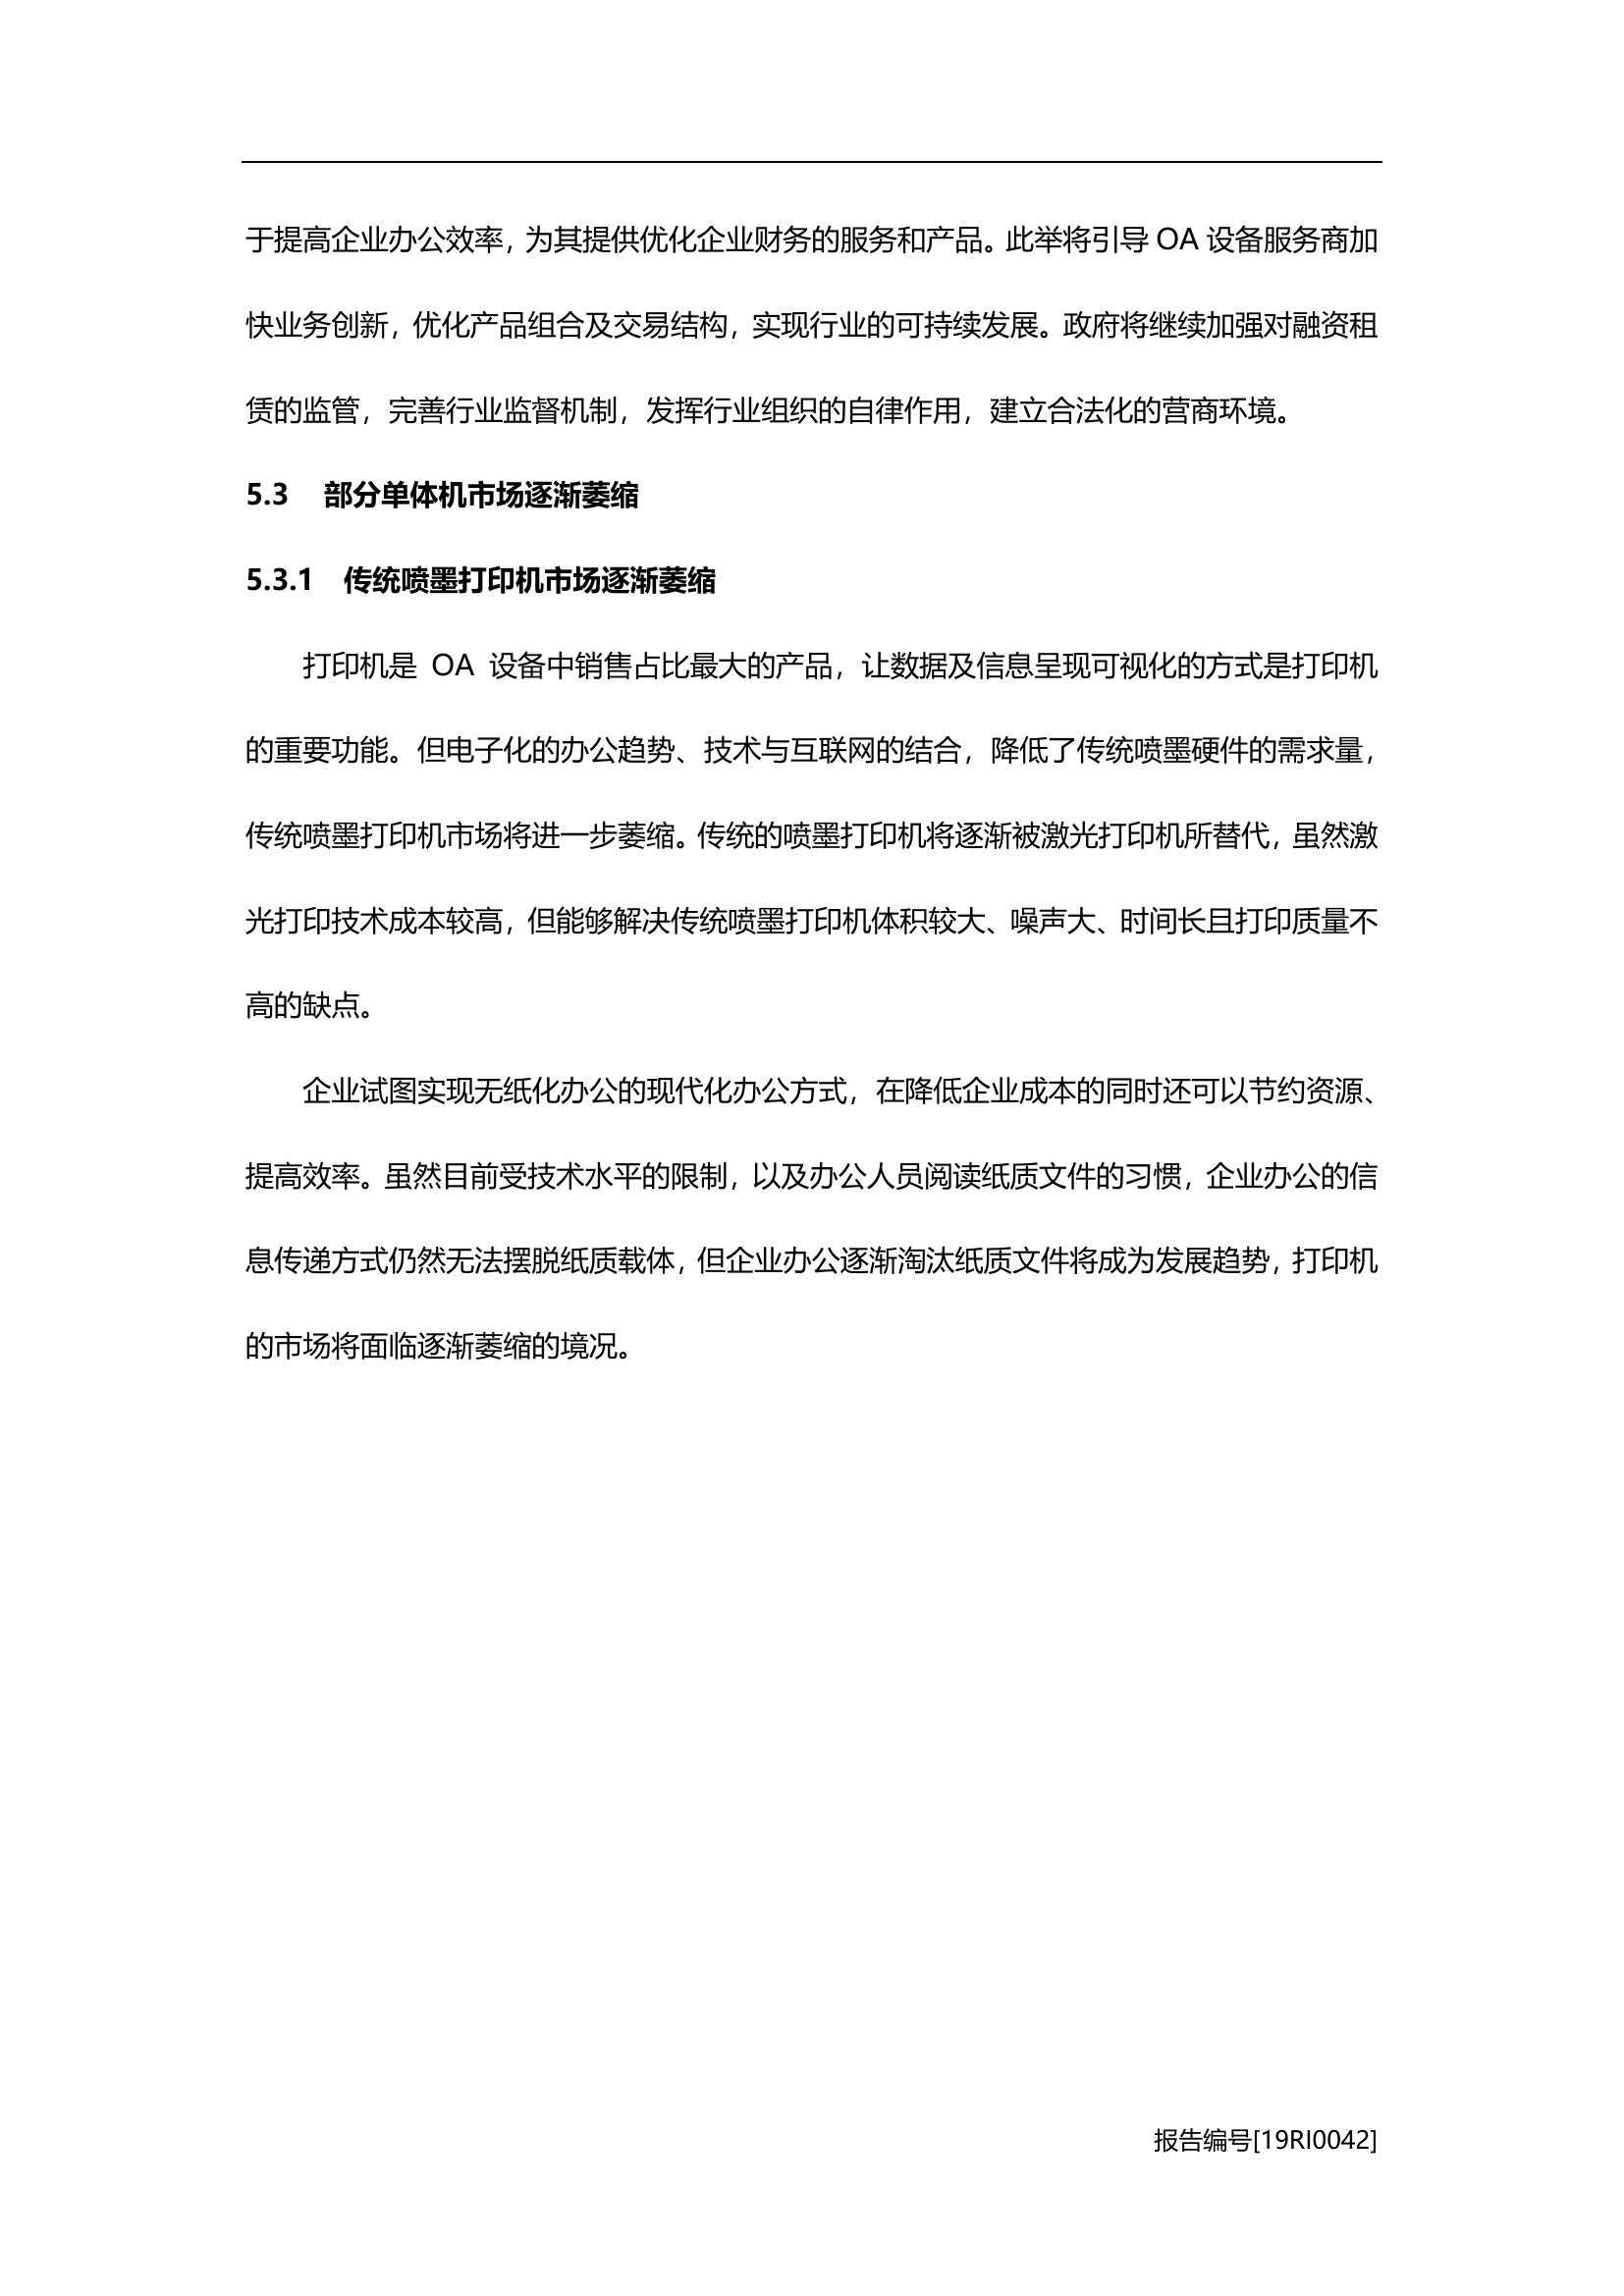 于提高企业办公效率，为其提供优化企业财务的服务和产品。此举将引导 OA 设备服务商加
快业务创新，优化产品组合及交易结构，实现行业的可持续发展。政府将继续加强对融资租
赁的监管，完善行业监督机制，发挥行业组织的自律作用，建立合法化的营商环境。
5.3 部分单体机市场逐渐萎缩
5.3.1 传统喷墨打印机市场逐渐萎缩
打印机是 OA 设备中销售占比最大的产品，让数据及信息呈现可视化的方式是打印机
的重要功能。但电子化的办公趋势、技术与互联网的结合，降低了传统喷墨硬件的需求量，
传统喷墨打印机市场将进一步萎缩。传统的喷墨打印机将逐渐被激光打印机所替代，虽然激
光打印技术成本较高，但能够解决传统喷墨打印机体积较大、噪声大、时间长且打印质量不
高的缺点。
企业试图实现无纸化办公的现代化办公方式，在降低企业成本的同时还可以节约资源、
提高效率。虽然目前受技术水平的限制，以及办公人员阅读纸质文件的习惯，企业办公的信
息传递方式仍然无法摆脱纸质载体，但企业办公逐渐淘汰纸质文件将成为发展趋势，打印机
的市场将面临逐渐萎缩的境况。
报告编号[19RI0042]